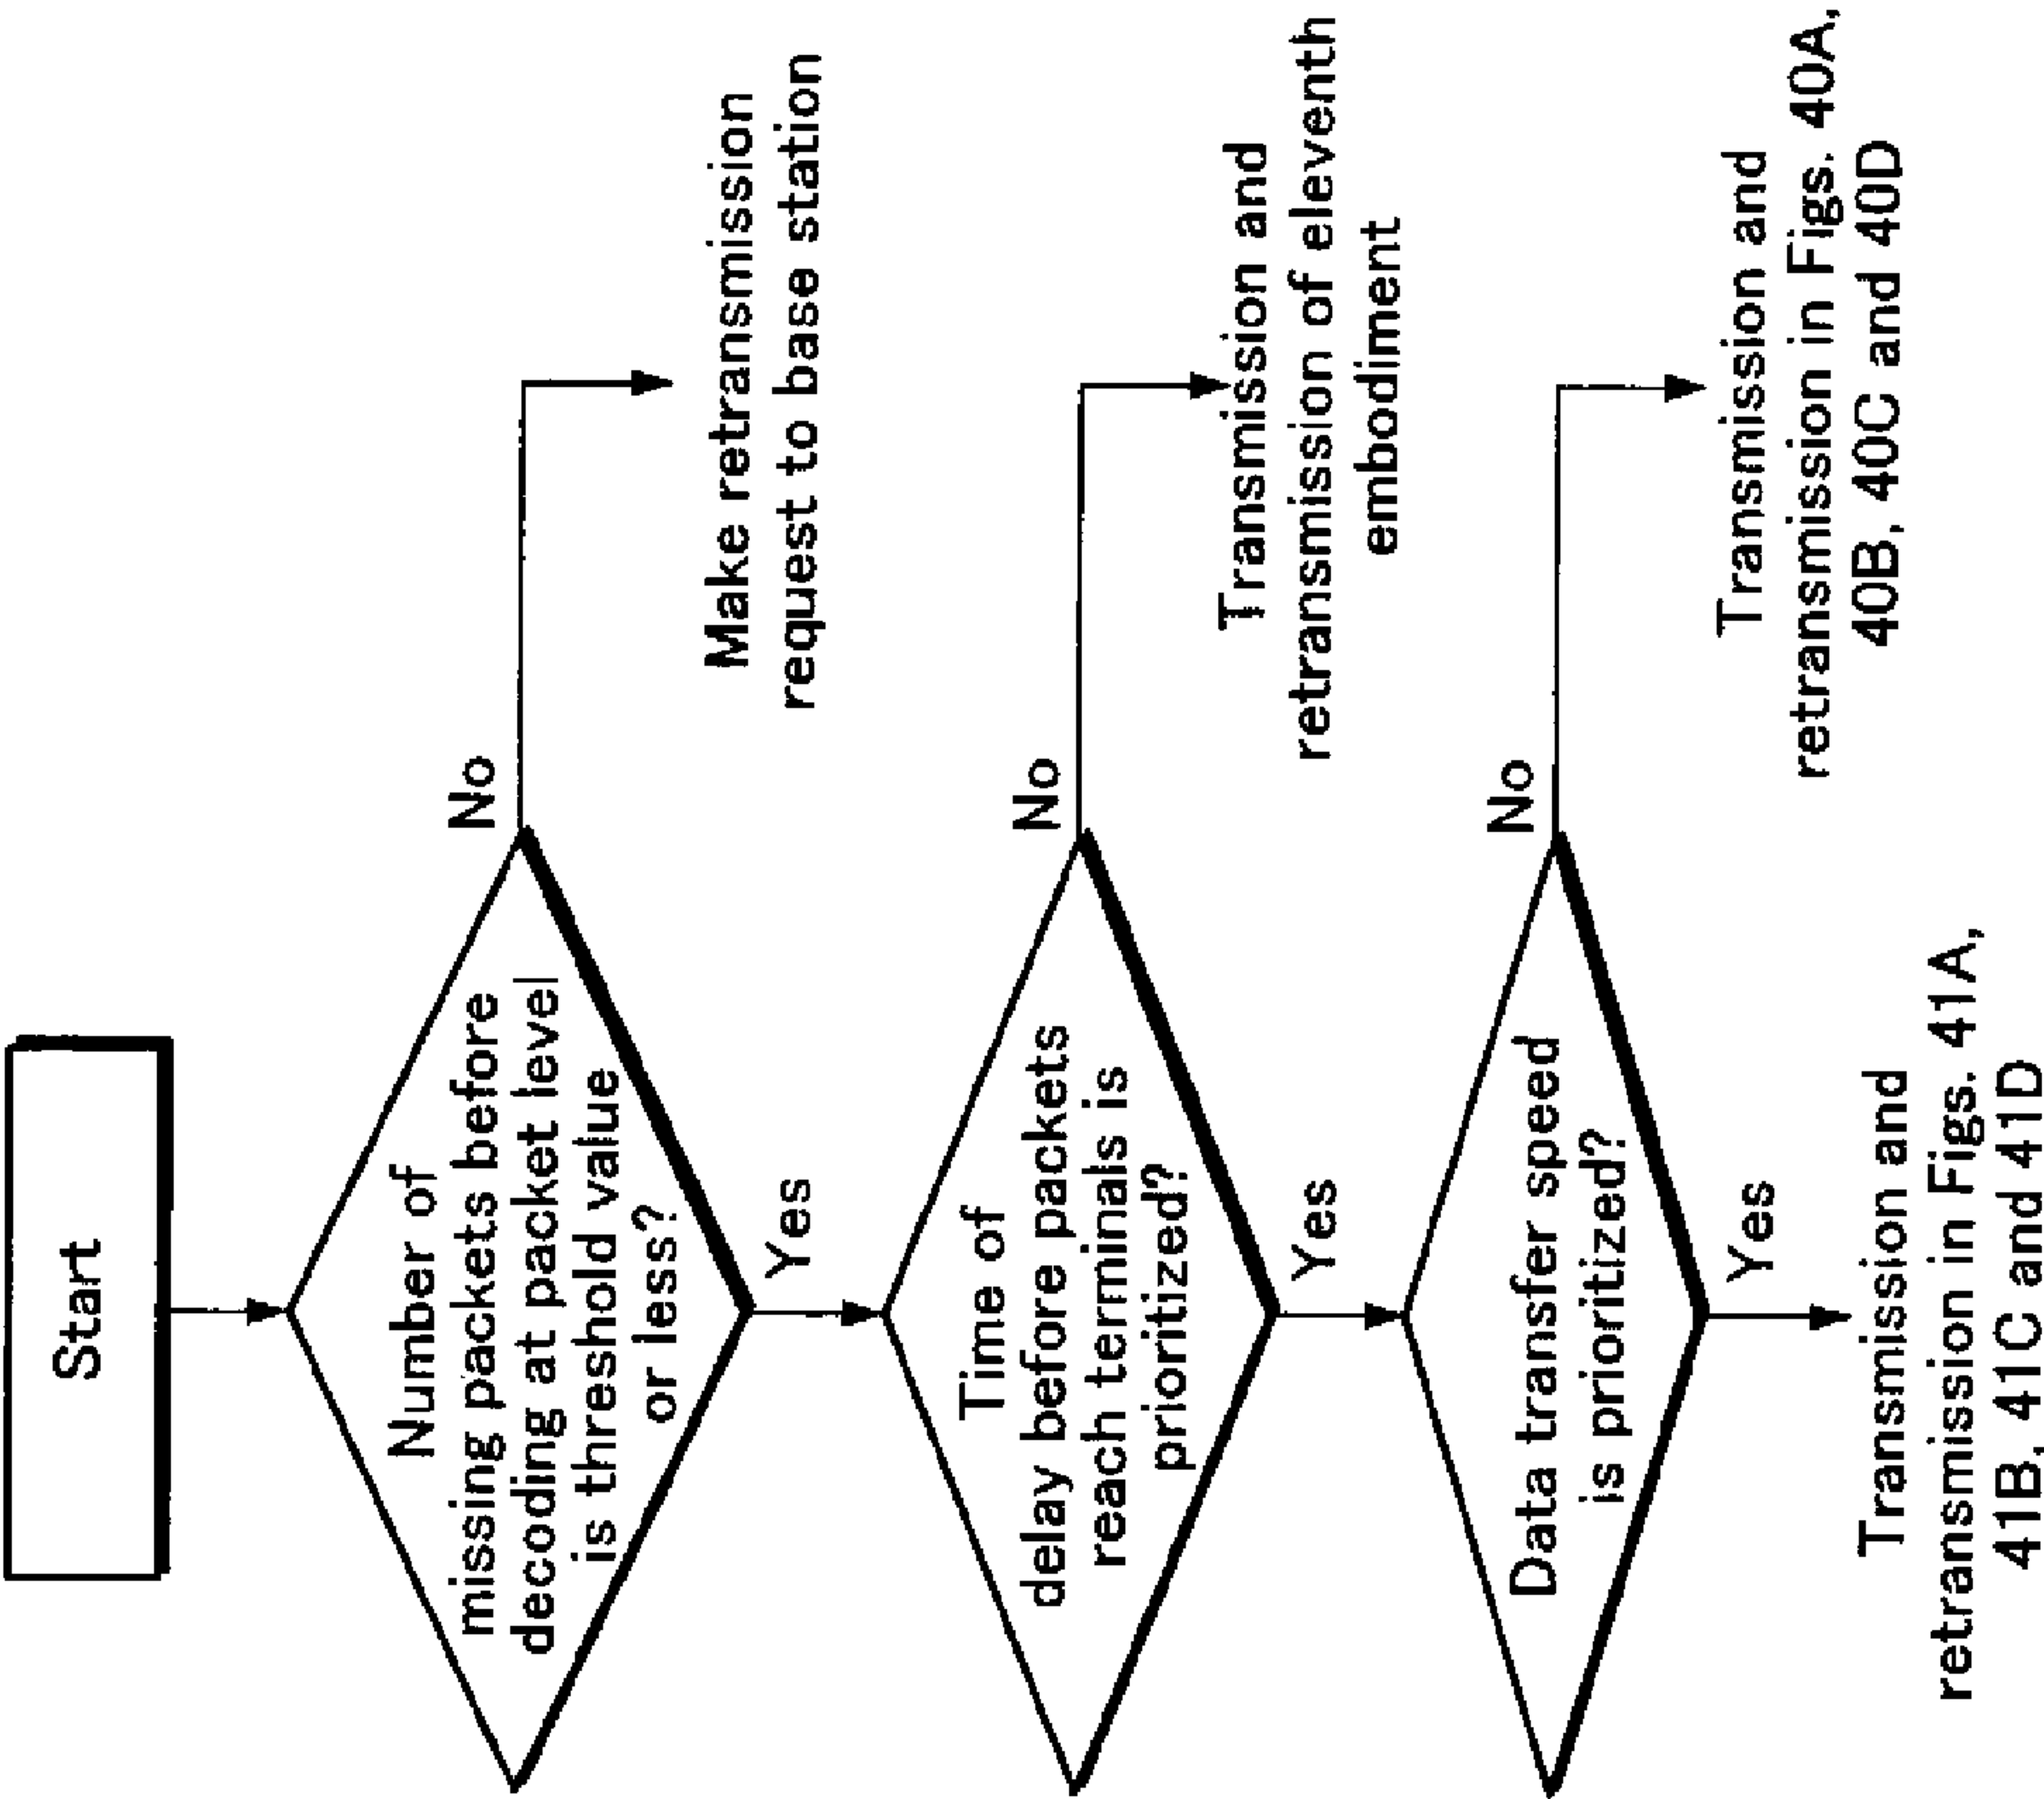 Start
Number of
missing packets before
decoding at packet level
is threshold value
or less?
No
Make retransmission
request to base station
Yes
Time of
delay before packets
reach terminals is
prioritized?
No
Transmission and
retransmission of eleventh
embodiment
Yes
Data transfer speed
is prioritized?
No
Transmission and
retransmission in Figs. 40A,
40B, 40C and 40D
Yes
Transmission and
retransmission in Figs. 41A,
41B, 41C and 41D